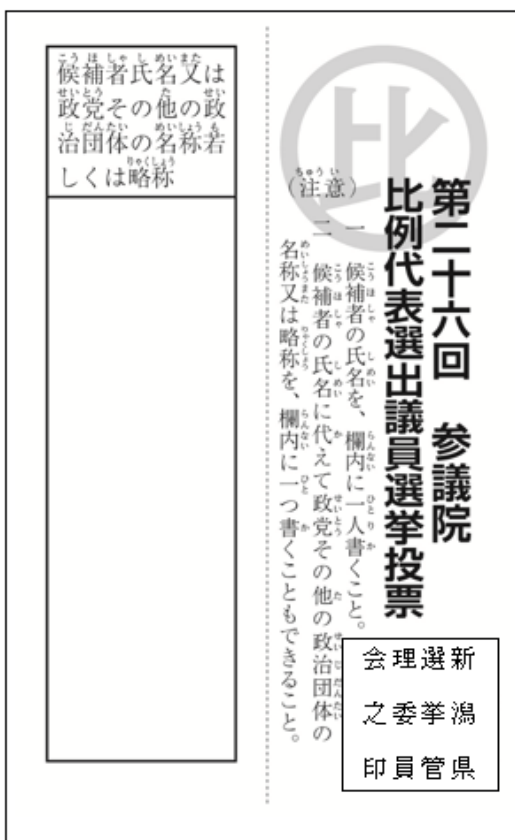 比
第二十六回 参議院
比例代表選出議員選挙投票
（注意）
一 候補者の氏名を、欄内に一人書くこと。
二 候補者の氏名に代えて政党その他の政治団体の
名称又は略称を、欄内に一つ書くこともできること。
新潟県
選挙管
理委員
会之印
候補者氏名又は
政党その他の政
治団体の名称若
しくは略称